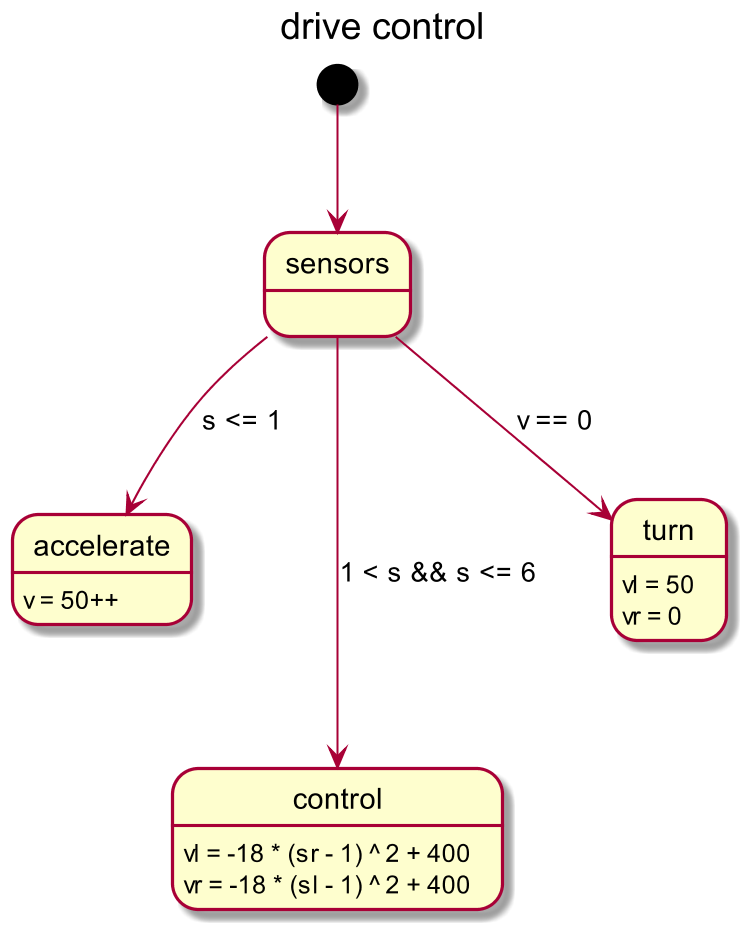 drive control
sensors
s <= 1
v == 0
accelerate
v = 50++
1 < s && s <= 6
turn
vl = 50
vr = 0
control
vl = -18 * (sr - 1) ^ 2 + 400
vr = -18 * (sl - 1) ^ 2 + 400